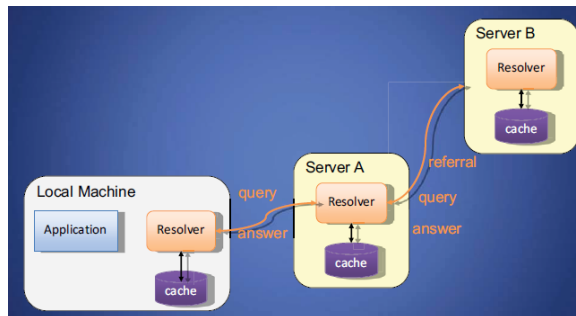 Server B
Resolver
cache
Server A
referral
Local Machine
query
Resolver
query
Application
Resolver
answer
answer
cache
cache